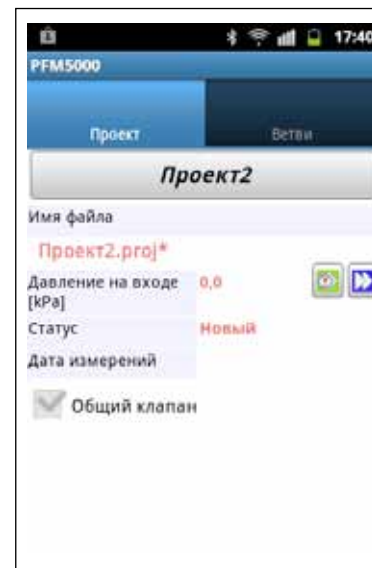 17:40
PFM5000
Проект
Ветви
Проект2
Имя файла
Проект2.proj*
Давление на входе 0,0
[kPa]
Статус Новый
Дата измерений
Общий клапан